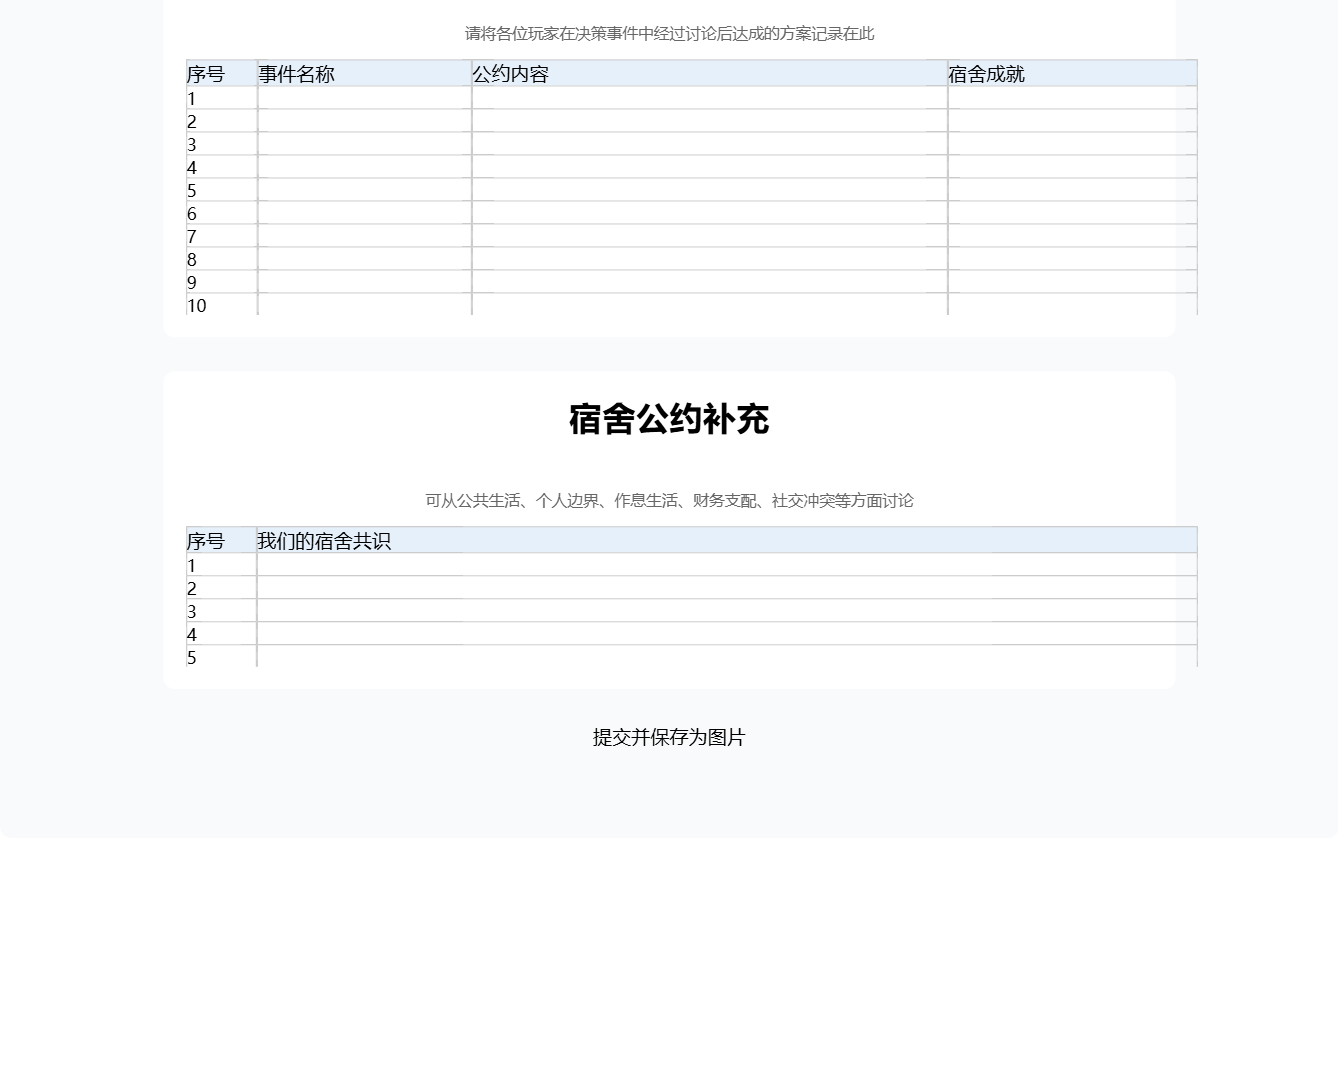 请将各位玩家在决策事件中经过讨论后达成的方案记录在此
序号 事件名称 公约内容 宿舍成就
1
2
3
4
5
6
7
8
9
10
宿舍公约补充
可从公共生活、个人边界、作息生活、财务支配、社交冲突等方面讨论
序号 我们的宿舍共识
1
2
3
4
5
提交并保存为图片